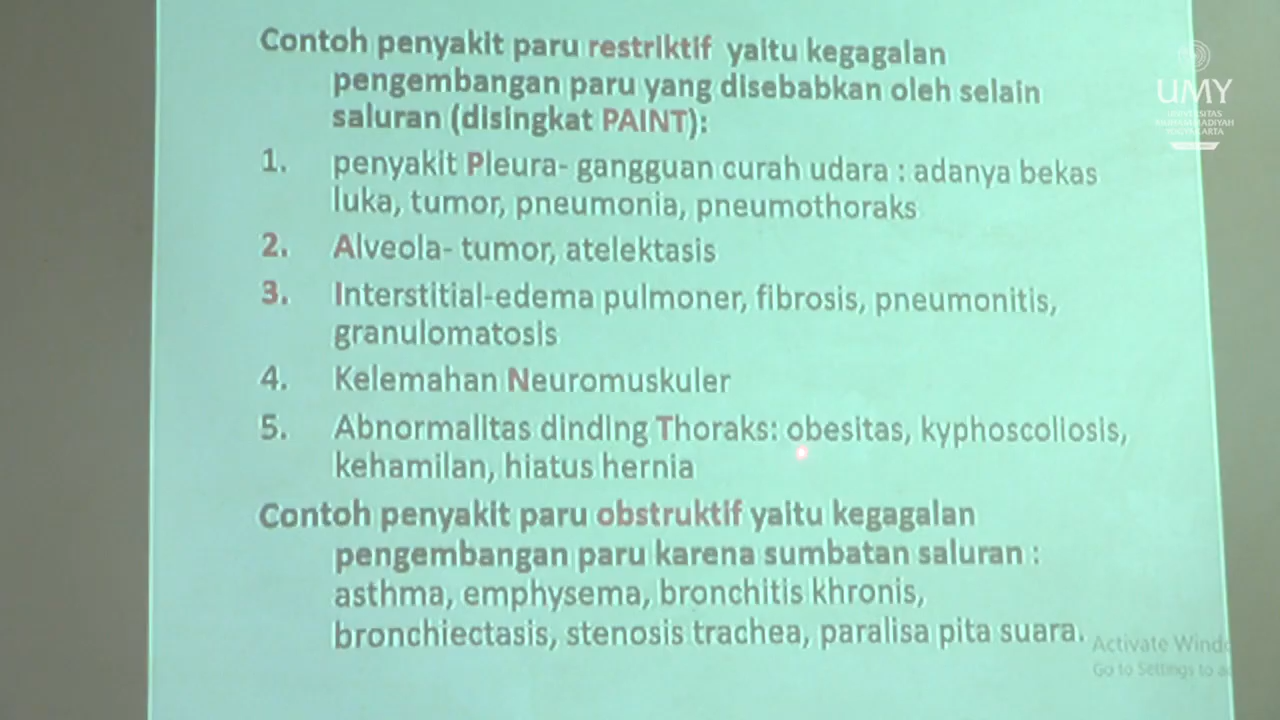 Contoh penyakit paru restriktif yaitu kegagalan
pengembangan paru yang disebabkan oleh selain
saluran (disingkat PAINT):
1. penyakit Pleura- gangguan curah udara : adanya bekas
luka, tumor, pneumonia, pneumothoraks
2. Alveola- tumor, atelektasis
3. Interstitial-edema pulmoner, fibrosis, pneumonitis,
granulomatosis
4. Kelemahan Neuromuskuler
5. Abnormalitas dinding Thoraks: obesitas, kyphoscoliosis,
kehamilan, hiatus hernia
Contoh penyakit paru obstruktif yaitu kegagalan
pengembangan paru karena sumbatan saluran :
asthma, emphysema, bronchitis khronis,
bronchiectasis, stenosis trachea, paralisa pita suara.
UMY
UNIVERSITAS
MUHAMMADIYAH
YOGYAKARTA
Activate Windo
Go to Settings to ac